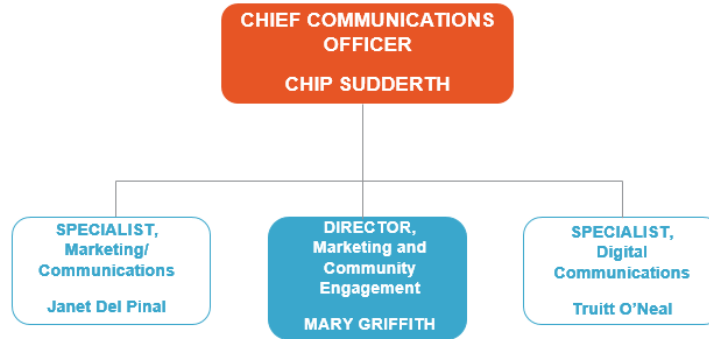 CHIEF COMMUNICATIONS
OFFICER
CHIP SUDDERTH
SPECIALIST,
Marketing/
Communications
Janet Del Pinal
DIRECTOR,
Marketing and
Community
Engagement
MARY GRIFFITH
SPECIALIST,
Digital
Communications
Truitt O'Neal